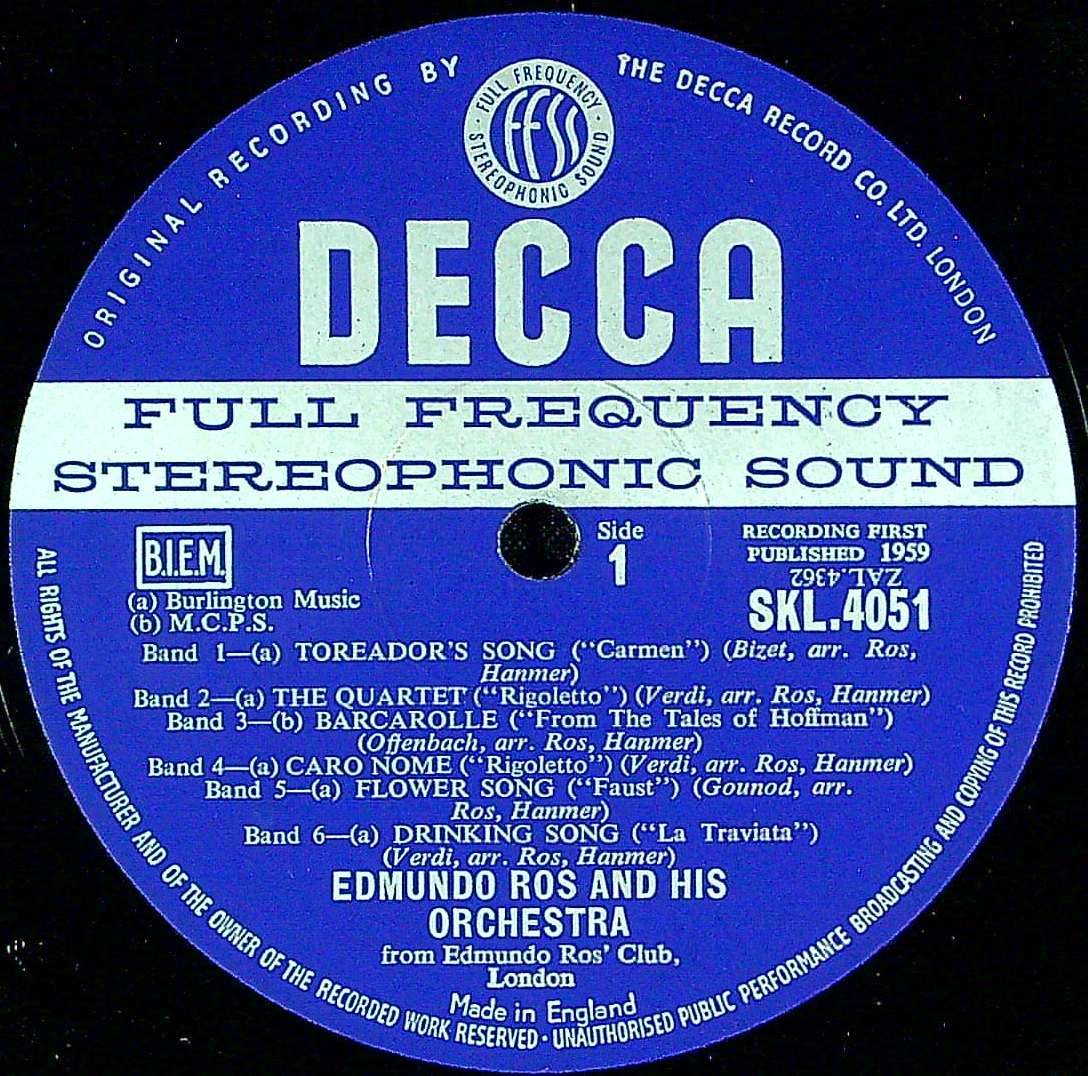 ORIGINAL RECORDING BY THE DECCA RECORD CO. LTD. LONDON
FULL FREQUENCY
ffss
STEREOPHONIC SOUND
DECCA
FULL FREQUENCY
STEREOPHONIC SOUND
B.I.E.M.
(a) Burlington Music
(b) M.C.P.S.
Side
1
RECORDING FIRST
PUBLISHED 1959
ZAL.4362
SKL.4051
Band 1—(a) TOREADOR'S SONG (“Carmen”) (Bizet, arr. Ros,
Hanmer)
Band 2—(a) THE QUARTET (“Rigoletto”) (Verdi, arr. Ros, Hanmer)
Band 3—(b) BARCAROLLE (“From The Tales of Hoffman”)
(Offenbach, arr. Ros, Hanmer)
Band 4—(a) CARO NOME (“Rigoletto”) (Verdi, arr. Ros, Hanmer)
Band 5—(a) FLOWER SONG (“Faust”) (Gounod, arr.
Ros, Hanmer)
Band 6—(a) DRINKING SONG (“La Traviata”)
(Verdi, arr. Ros, Hanmer)
EDMUNDO ROS AND HIS
ORCHESTRA
from Edmundo Ros' Club,
London
Made in England
ALL RIGHTS OF THE MANUFACTURER AND OF THE OWNER OF THE RECORDED WORK RESERVED · UNAUTHORISED PUBLIC PERFORMANCE BROADCASTING AND COPYING OF THIS RECORD PROHIBITED